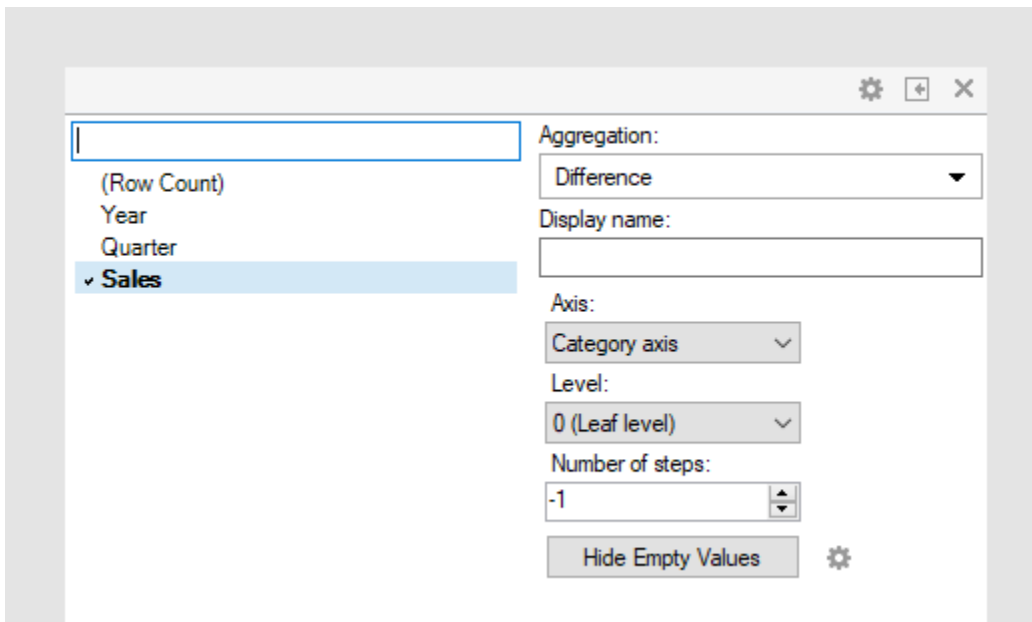 (Row Count)
Year
Quarter
Sales
Aggregation:
Difference
Display name:
Axis:
Category axis
Level:
0 (Leaf level)
Number of steps:
-1
Hide Empty Values